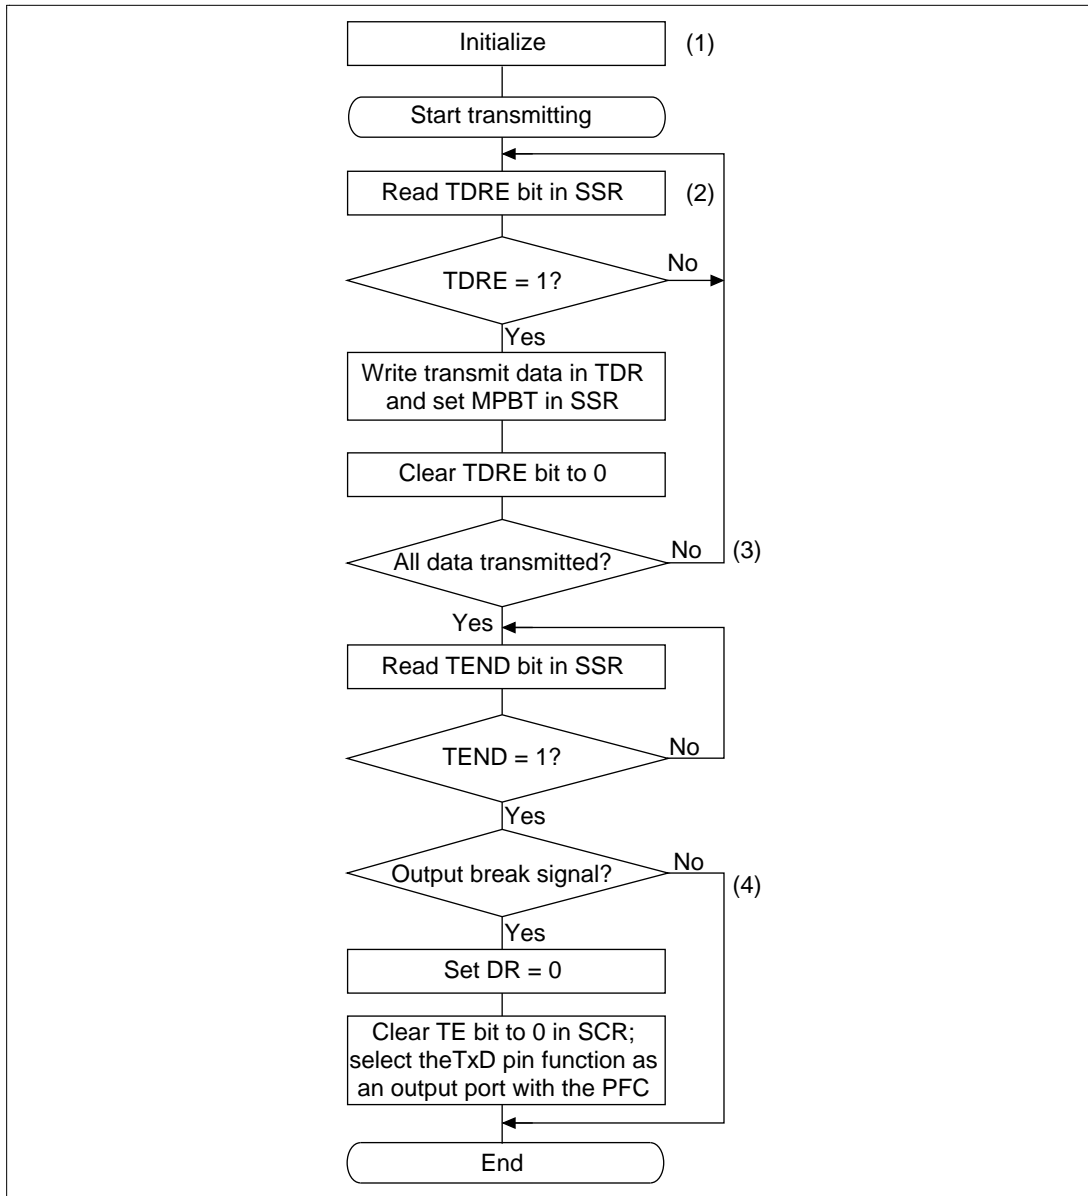 Initialize (1)
Start transmitting
Read TDRE bit in SSR (2)
TDRE = 1?
No
Yes
Write transmit data in TDR
and set MPBT in SSR
Clear TDRE bit to 0
All data transmitted?
No (3)
Yes
Read TEND bit in SSR
TEND = 1?
No
Yes
Output break signal?
No
(4)
Yes
Set DR = 0
Clear TE bit to 0 in SCR;
select theTxD pin function as
an output port with the PFC
End